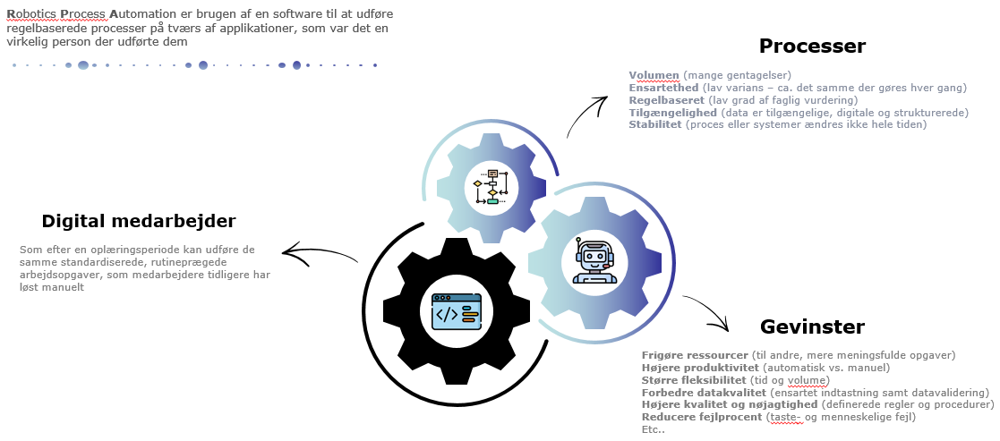 Robotics Process Automation er brugen af en software til at udføre
regelbaserede processer på tværs af applikationer, som var det en
virkelig person der udførte dem
Processer
Volumen (mange gentagelser)
Ensartethed (lav varians – ca. det samme der gøres hver gang)
Regelbaseret (lav grad af faglig vurdering)
Tilgængelighed (data er tilgængelige, digitale og strukturerede)
Stabilitet (proces eller systemer ændres ikke hele tiden)
Digital medarbejder
Som efter en oplæringsperiode kan udføre de
samme standardiserede, rutineprægede
arbejdsopgaver, som medarbejdere tidligere har
løst manuelt
</>
Gevinster
Frigøre ressourcer (til andre, mere meningsfulde opgaver)
Højere produktivitet (automatisk vs. manuel)
Større fleksibilitet (tid og volume)
Forbedre datakvalitet (ensartet indtastning samt datavalidering)
Højere kvalitet og nøjagtighed (definerede regler og procedurer)
Reducere fejlprocent (taste- og menneskelige fejl)
Etc..